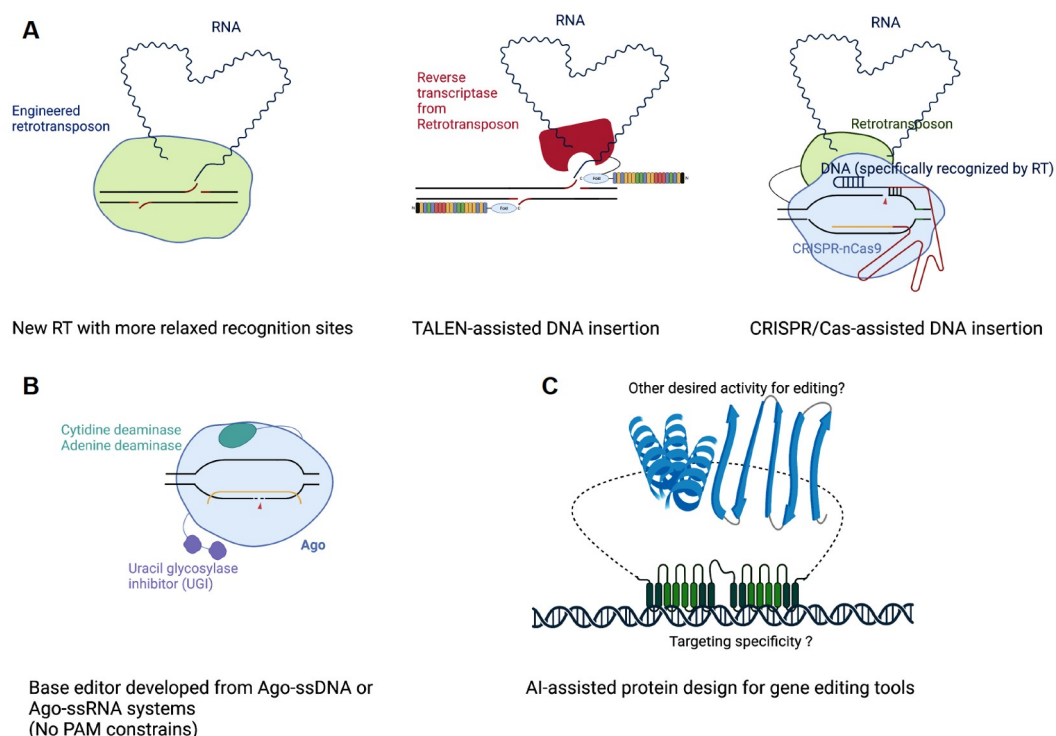 A
RNA
Engineered
retrotransposon
New RT with more relaxed recognition sites
RNA
Reverse
transcriptase
from
Retrotransposon
FokI
FokI
TALEN-assisted DNA insertion
RNA
Retrotransposon
DNA (specifically recognized by RT)
CRISPR-nCas9
CRISPR/Cas-assisted DNA insertion
B
Cytidine deaminase
Adenine deaminase
Ago
Uracil glycosylase
inhibitor (UGI)
Base editor developed from Ago-ssDNA or
Ago-ssRNA systems
(No PAM constrains)
C
Other desired activity for editing?
Targeting specificity ?
AI-assisted protein design for gene editing tools